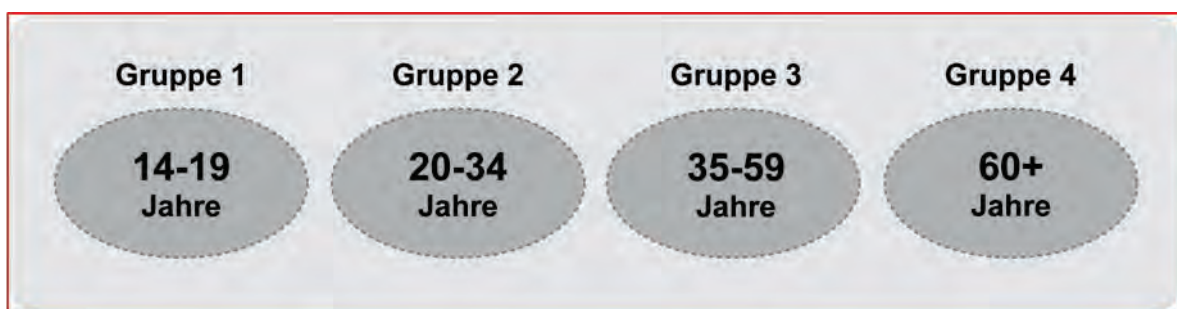 Gruppe 1
14-19
Jahre
Gruppe 2
20-34
Jahre
Gruppe 3
35-59
Jahre
Gruppe 4
60+
Jahre